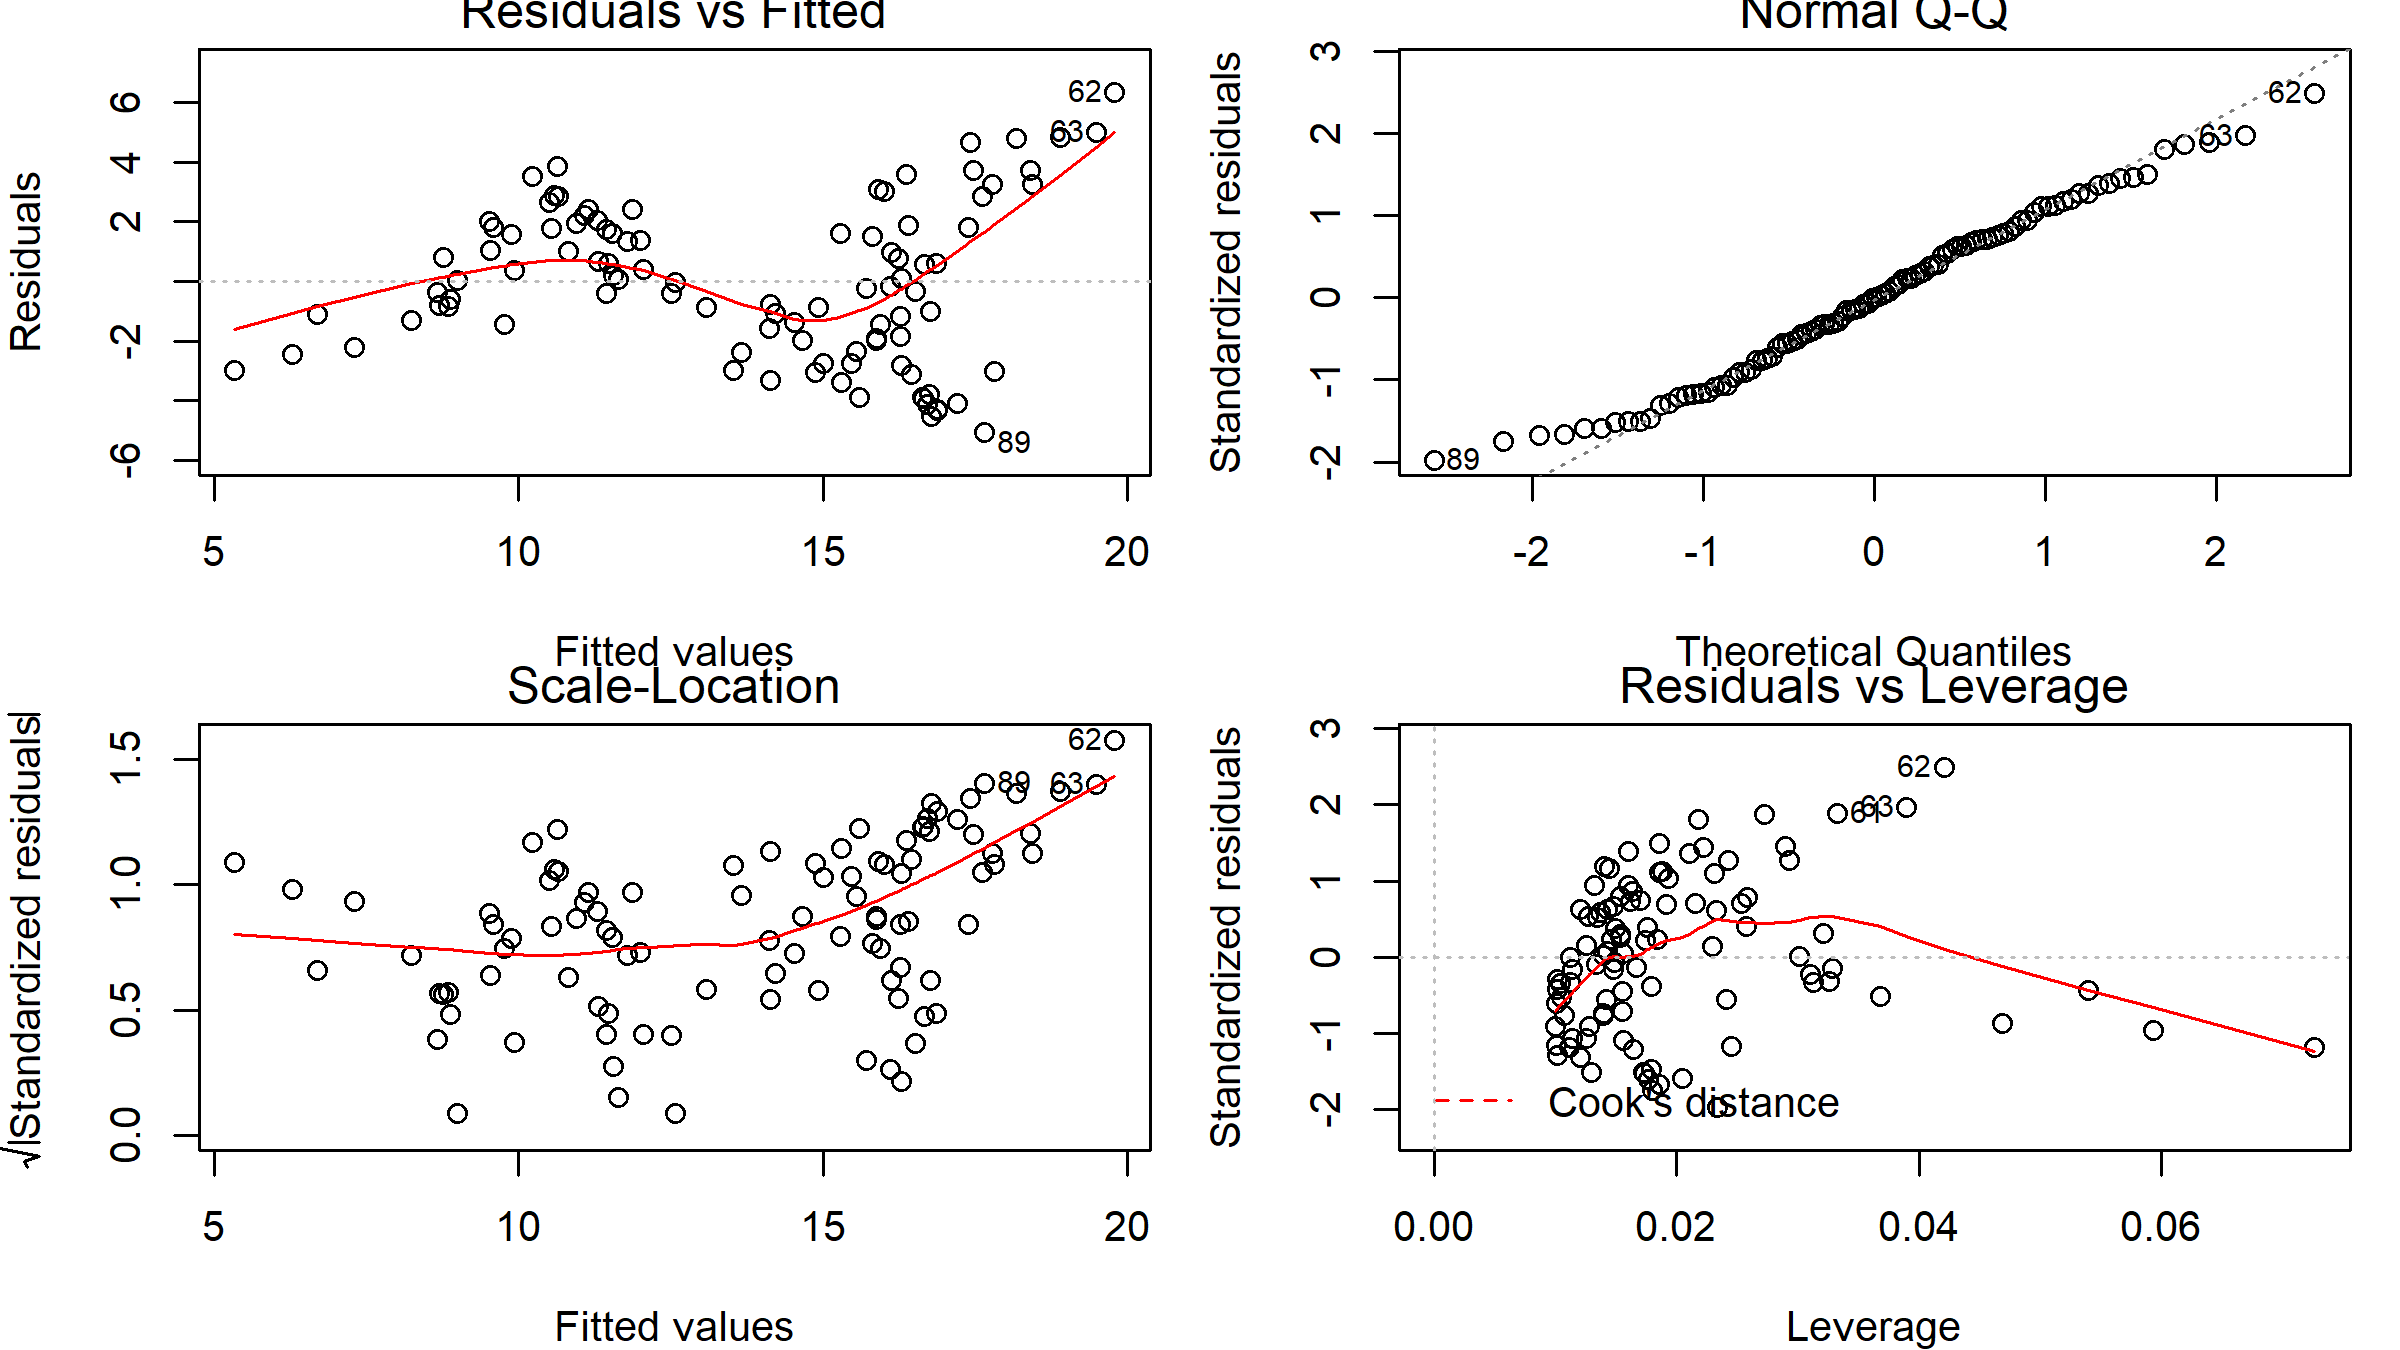 Residuals vs Fitted
Residuals
6
4
2
-2
-6
62
63
89
5 10 15 20
Fitted values
Normal Q-Q
Standardized residuals
3
2
1
0
-1
-2
62
63
89
-2 -1 0 1 2
Theoretical Quantiles
Scale-Location
√|Standardized residuals|
1.5
1.0
0.5
0.0
62
89 63
5 10 15 20
Fitted values
Residuals vs Leverage
Standardized residuals
3
2
1
0
-1
-2
62
61
63
Cook's distance
0.00 0.02 0.04 0.06
Leverage